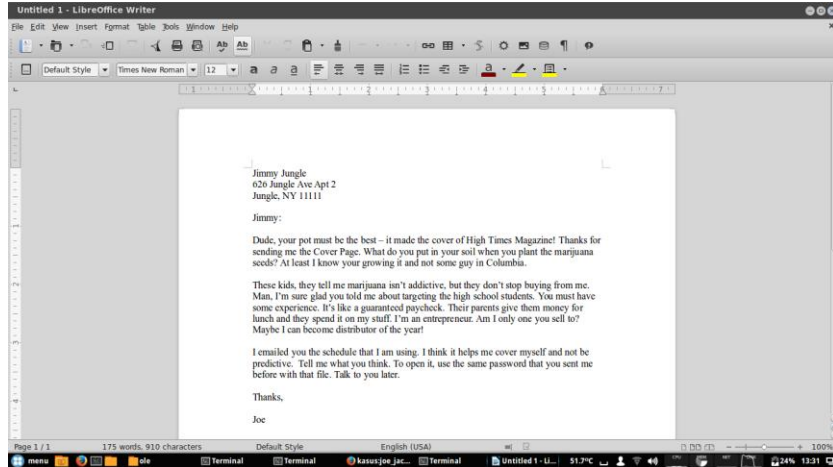 Untitled 1 - LibreOffice Writer
File Edit View Insert Format Table Tools Window Help
Default Style Times New Roman 12 a a a
Jimmy Jungle
626 Jungle Ave Apt 2
Jungle, NY 11111
Jimmy:
Dude, your pot must be the best – it made the cover of High Times Magazine! Thanks for
sending me the Cover Page. What do you put in your soil when you plant the marijuana
seeds? At least I know your growing it and not some guy in Columbia.
These kids, they tell me marijuana isn't addictive, but they don't stop buying from me.
Man, I'm sure glad you told me about targeting the high school students. You must have
some experience. It's like a guaranteed paycheck. Their parents give them money for
lunch and they spend it on my stuff. I'm an entrepreneur. Am I only one you sell to?
Maybe I can become distributor of the year!
I emailed you the schedule that I am using. I think it helps me cover myself and not be
predictive. Tell me what you think. To open it, use the same password that you sent me
before with that file. Talk to you later.
Thanks,
Joe
Page 1 / 1 175 words, 910 characters Default Style English (USA) 100%
menu ole Terminal Terminal kasus:joe_jac... Terminal Untitled 1 - Li... 51.7°C 24% 13:31